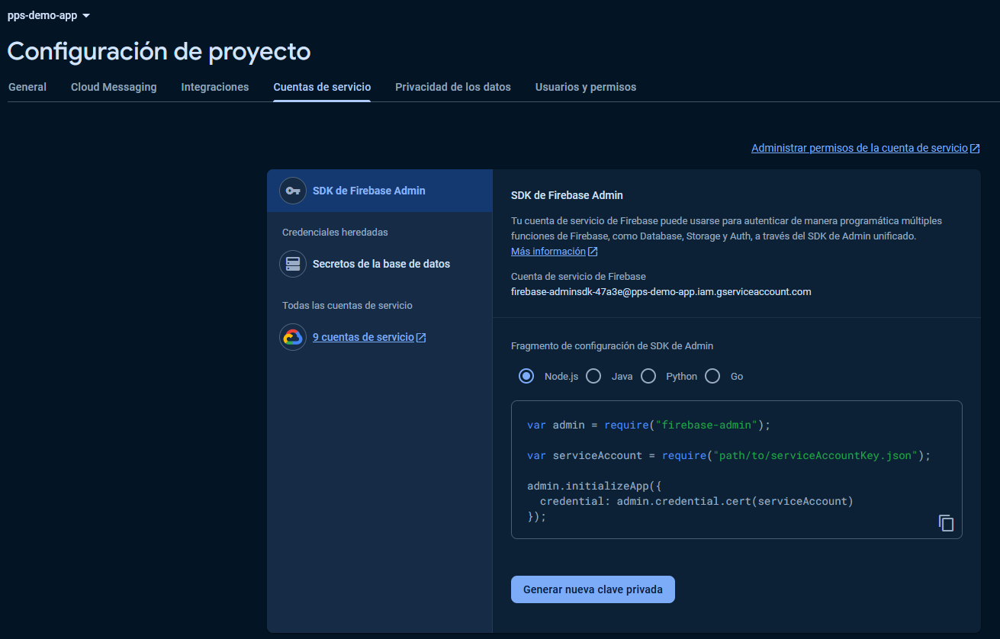 pps-demo-app
Configuración de proyecto
General Cloud Messaging Integraciones Cuentas de servicio Privacidad de los datos Usuarios y permisos
Administrar permisos de la cuenta de servicio
SDK de Firebase Admin
Credenciales heredadas
Secretos de la base de datos
Todas las cuentas de servicio
9 cuentas de servicio
SDK de Firebase Admin
Tu cuenta de servicio de Firebase puede usarse para autenticar de manera programática múltiples
funciones de Firebase, como Database, Storage y Auth, a través del SDK de Admin unificado.
Más información
Cuenta de servicio de Firebase
firebase-adminsdk-47a3e@pps-demo-app.iam.gserviceaccount.com
Fragmento de configuración de SDK de Admin
Node.js Java Python Go
var admin = require("firebase-admin");
var serviceAccount = require("path/to/serviceAccountKey.json");
admin.initializeApp({
  credential: admin.credential.cert(serviceAccount)
});
Generar nueva clave privada